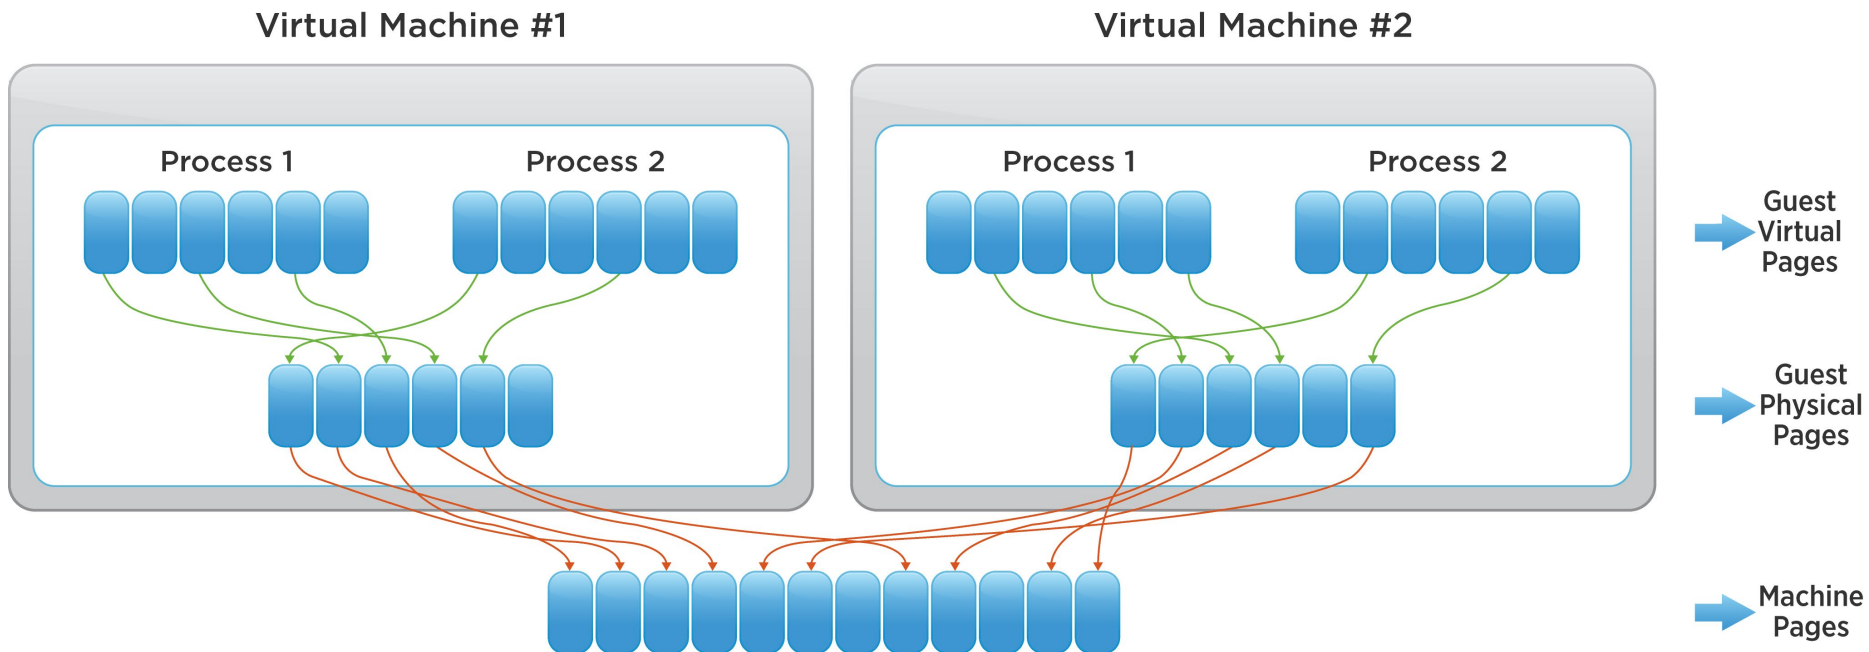 Virtual Machine #1
Virtual Machine #2
Process 1
Process 2
Process 1
Process 2
Guest
Virtual
Pages
Guest
Physical
Pages
Machine
Pages